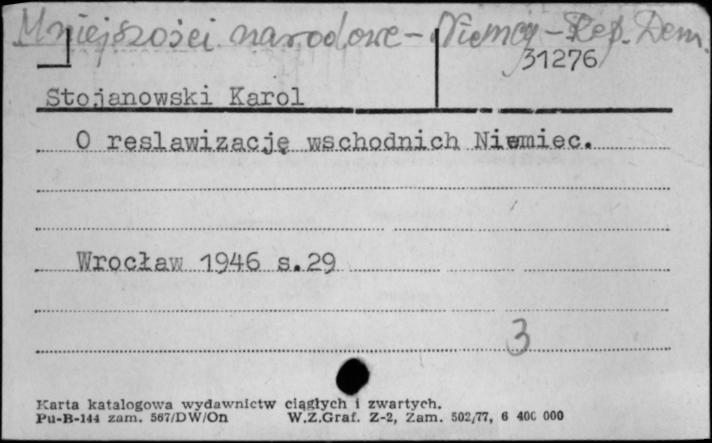 Mniejszości narodowe - Niemcy - Rep. Dem.
31276
Stojanowski Karol
O reslawizację wschodnich Niemiec.
Wrocław 1946 s.29
3
Karta katalogowa wydawnictw ciągłych i zwartych.
Pu-B-144 zam. 567/DW/On W.Z.Graf. Z-2, Zam. 502/77, 6 400 000